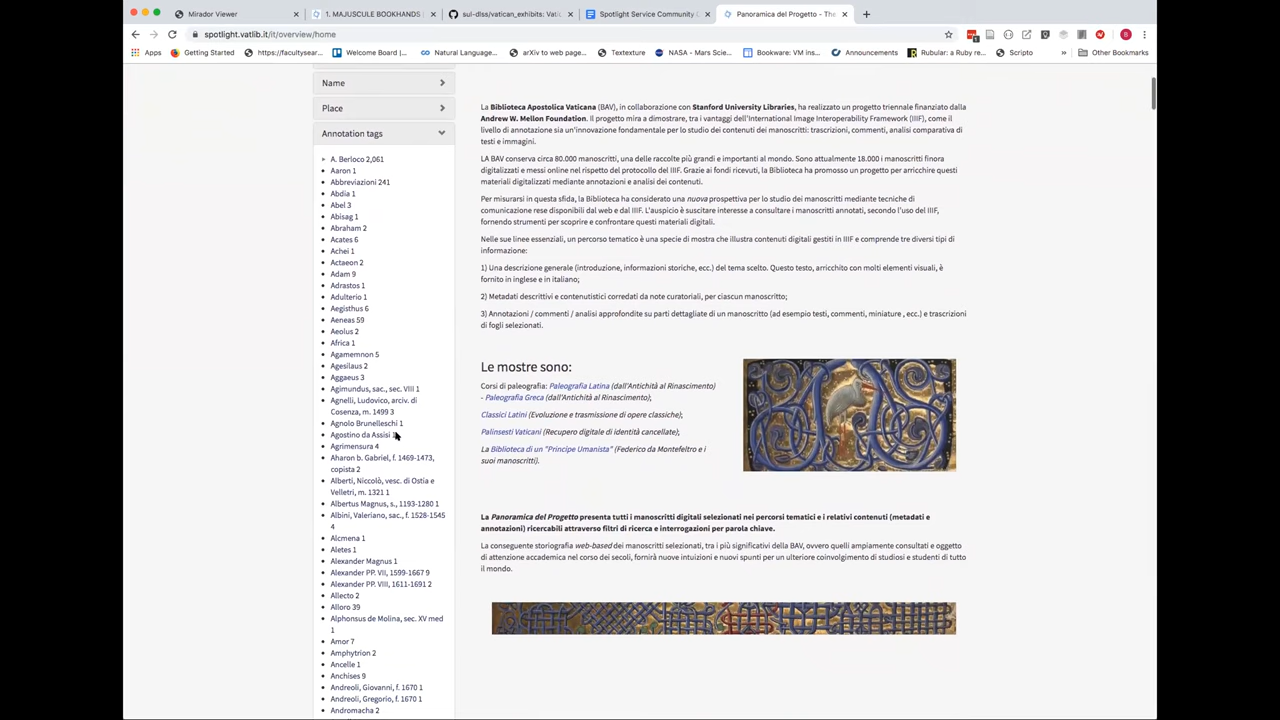 Mirador Viewer
1. MAJUSCULE BOOKHANDS
sul-dlss/vatican_exhibits: Vati
Spotlight Service Community C
Panoramica del Progetto - The
spotlight.vatlib.it/it/overview/home
Apps
Getting Started
https://facultysear...
Welcome Board |...
Natural Language...
arXiv to web page...
Textexture
NASA - Mars Scie...
Bookware: VM ins...
Announcements
Rubular: a Ruby re...
Scripto
»
Other Bookmarks
Name
Place
Annotation tags
A. Berloco 2,061
Aaron 1
Abbreviazioni 241
Abdia 1
Abel 3
Abisag 1
Abraham 2
Acates 6
Achei 1
Actaeon 2
Adam 9
Adrastos 1
Adulterio 1
Aegisthus 6
Aeneas 59
Aeolus 2
Africa 1
Agamemnon 5
Agesilaus 2
Aggaeus 3
Agimundus, sac., sec. VIII 1
Agnelli, Ludovico, arciv. di
Cosenza, m. 1499 3
Agnolo Brunelleschi 1
Agostino da Assisi
Agrimensura 4
Aharon b. Gabriel, f. 1469-1473,
copista 2
Alberti, Niccolò, vesc. di Ostia e
Velletri, m. 1321 1
Albertus Magnus, s., 1193-1280 1
Albini, Valeriano, sac., f. 1528-1545
4
Alcmena 1
Aletes 1
Alexander Magnus 1
Alexander PP. VII, 1599-1667 9
Alexander PP. VIII, 1611-1691 2
Allecto 2
Alloro 39
Alphonsus de Molina, sec. XV med
1
Amor 7
Amphytrion 2
Ancelle 1
Anchises 9
Andreoli, Giovanni, f. 1670 1
Andreoli, Gregorio, f. 1670 1
Andromacha 2
La Biblioteca Apostolica Vaticana (BAV), in collaborazione con Stanford University Libraries, ha realizzato un progetto triennale finanziato dalla
Andrew W. Mellon Foundation. Il progetto mira a dimostrare, tra i vantaggi dell'International Image Interoperability Framework (IIIF), come il
livello di annotazione sia un'innovazione fondamentale per lo studio dei contenuti dei manoscritti: trascrizioni, commenti, analisi comparativa di
testi e immagini.
LA BAV conserva circa 80.000 manoscritti, una delle raccolte più grandi e importanti al mondo. Sono attualmente 18.000 i manoscritti finora
digitalizzati e messi online nel rispetto del protocollo del IIIF. Grazie ai fondi ricevuti, la Biblioteca ha promosso un progetto per arricchire questi
materiali digitalizzati mediante annotazioni e analisi dei contenuti.
Per misurarsi in questa sfida, la Biblioteca ha considerato una nuova prospettiva per lo studio dei manoscritti mediante tecniche di
comunicazione rese disponibili dal web e dal IIIF. L'auspicio è suscitare interesse a consultare i manoscritti annotati, secondo l'uso del IIIF,
fornendo strumenti per scoprire e confrontare questi materiali digitali.
Nelle sue linee essenziali, un percorso tematico è una specie di mostra che illustra contenuti digitali gestiti in IIIF e comprende tre diversi tipi di
informazione:
1) Una descrizione generale (introduzione, informazioni storiche, ecc.) del tema scelto. Questo testo, arricchito con molti elementi visuali, è
fornito in inglese e in italiano;
2) Metadati descrittivi e contenutistici corredati da note curatoriali, per ciascun manoscritto;
3) Annotazioni / commenti / analisi approfondite su parti dettagliate di un manoscritto (ad esempio testi, commenti, miniature , ecc.) e trascrizioni
di fogli selezionati.
Le mostre sono:
Corsi di paleografia: Paleografia Latina (dall'Antichità al Rinascimento)
- Paleografia Greca (dall'Antichità al Rinascimento);
Classici Latini (Evoluzione e trasmissione di opere classiche);
Palinsesti Vaticani (Recupero digitale di identità cancellate);
La Biblioteca di un "Principe Umanista" (Federico da Montefeltro e i
suoi manoscritti).
La Panoramica del Progetto presenta tutti i manoscritti digitali selezionati nei percorsi tematici e i relativi contenuti (metadati e
annotazioni) ricercabili attraverso filtri di ricerca e interrogazioni per parola chiave.
La conseguente storiografia web-based dei manoscritti selezionati, tra i più significativi della BAV, ovvero quelli ampiamente consultati e oggetto
di attenzione accademica nel corso dei secoli, fornirà nuove intuizioni e nuovi spunti per un ulteriore coinvolgimento di studiosi e studenti di tutto
il mondo.